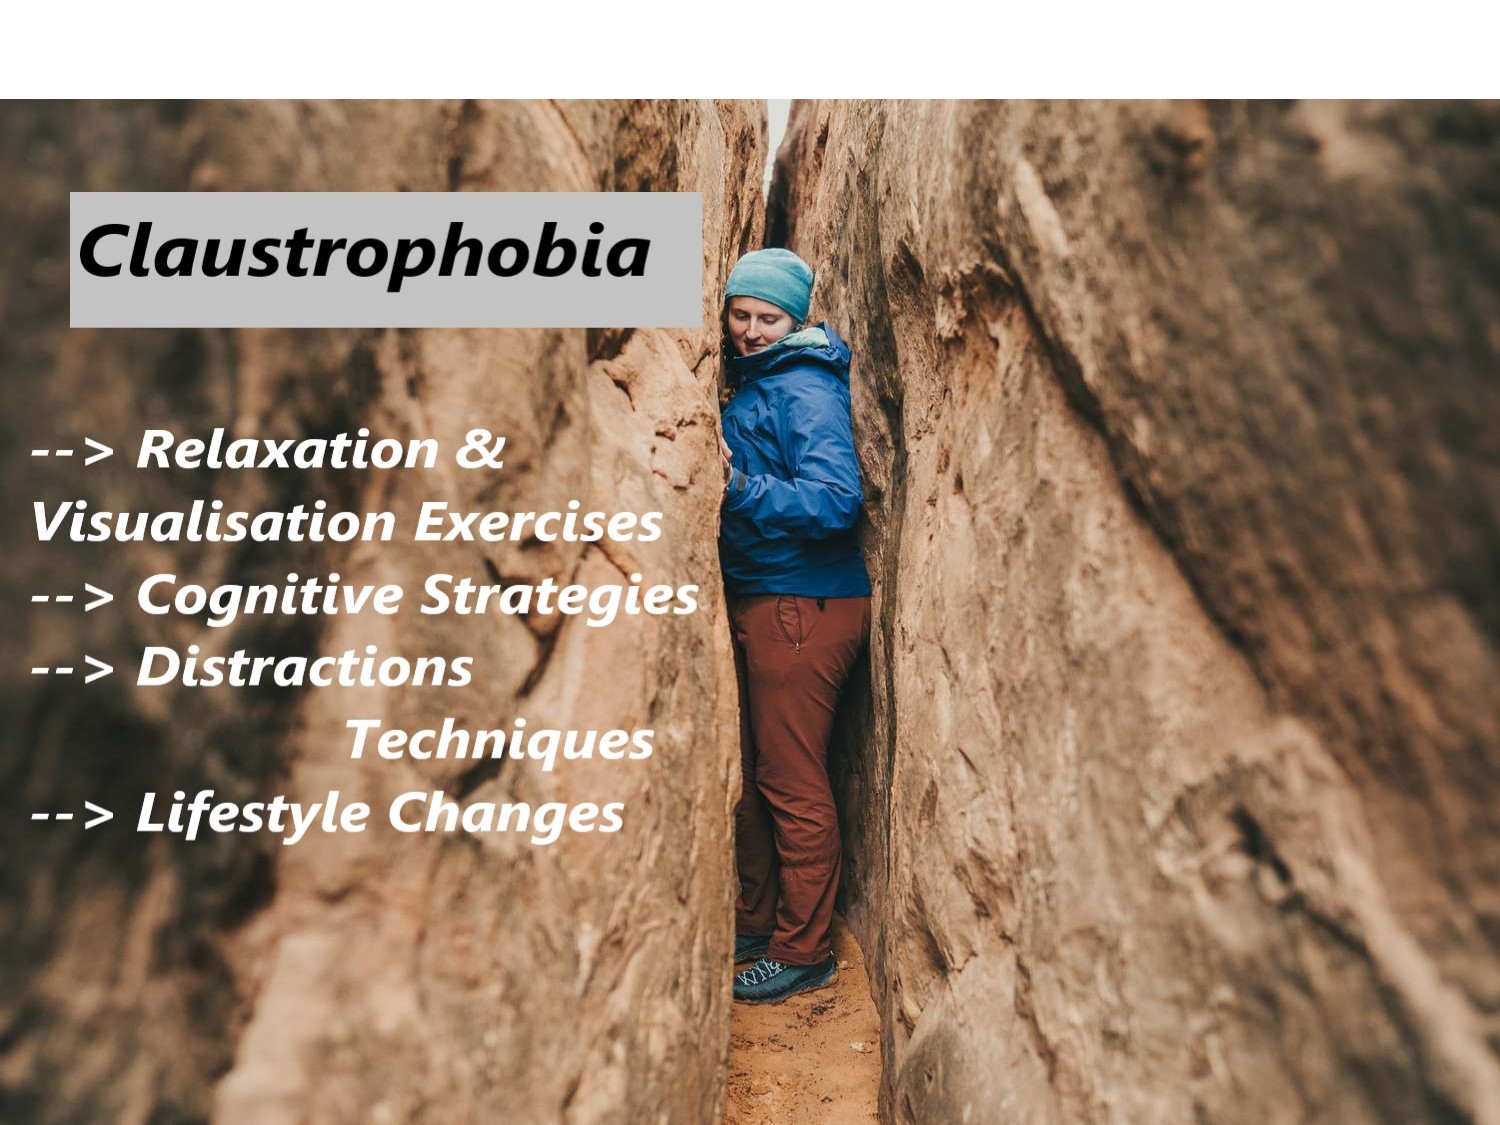 Claustrophobia
--> Relaxation &
Visualisation Exercises
--> Cognitive Strategies
--> Distractions
Techniques
--> Lifestyle Changes